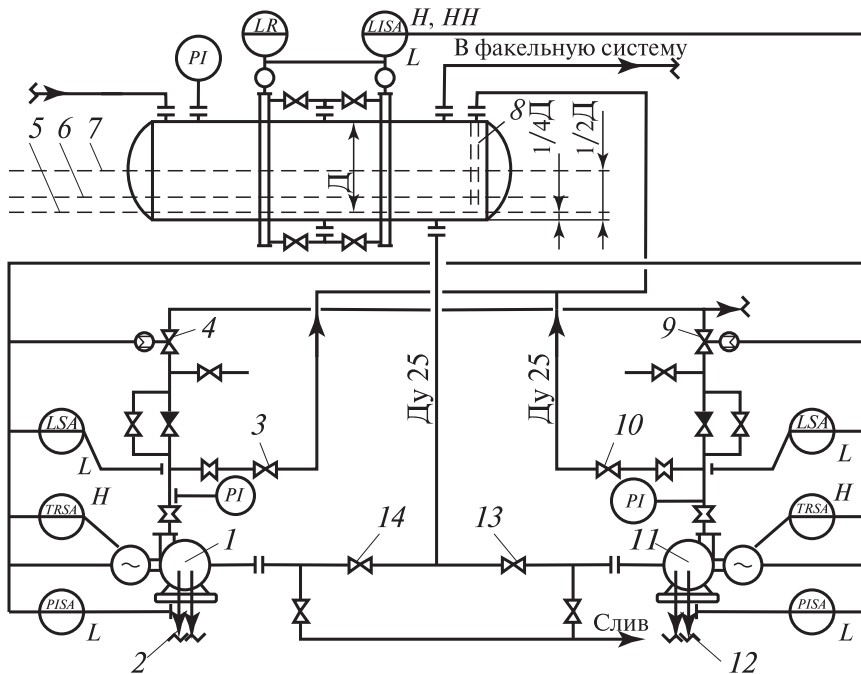 LR
LISA
H, HH
L
PI
В факельную систему
5
6
7
8
1/4Д
1/2Д
Д
4
9
Ду 25
Ду 25
LSA
L
3
10
LSA
L
TRSA
H
PI
PI
TRSA
H
1
14
13
11
PISA
L
2
Слив
12
PISA
L